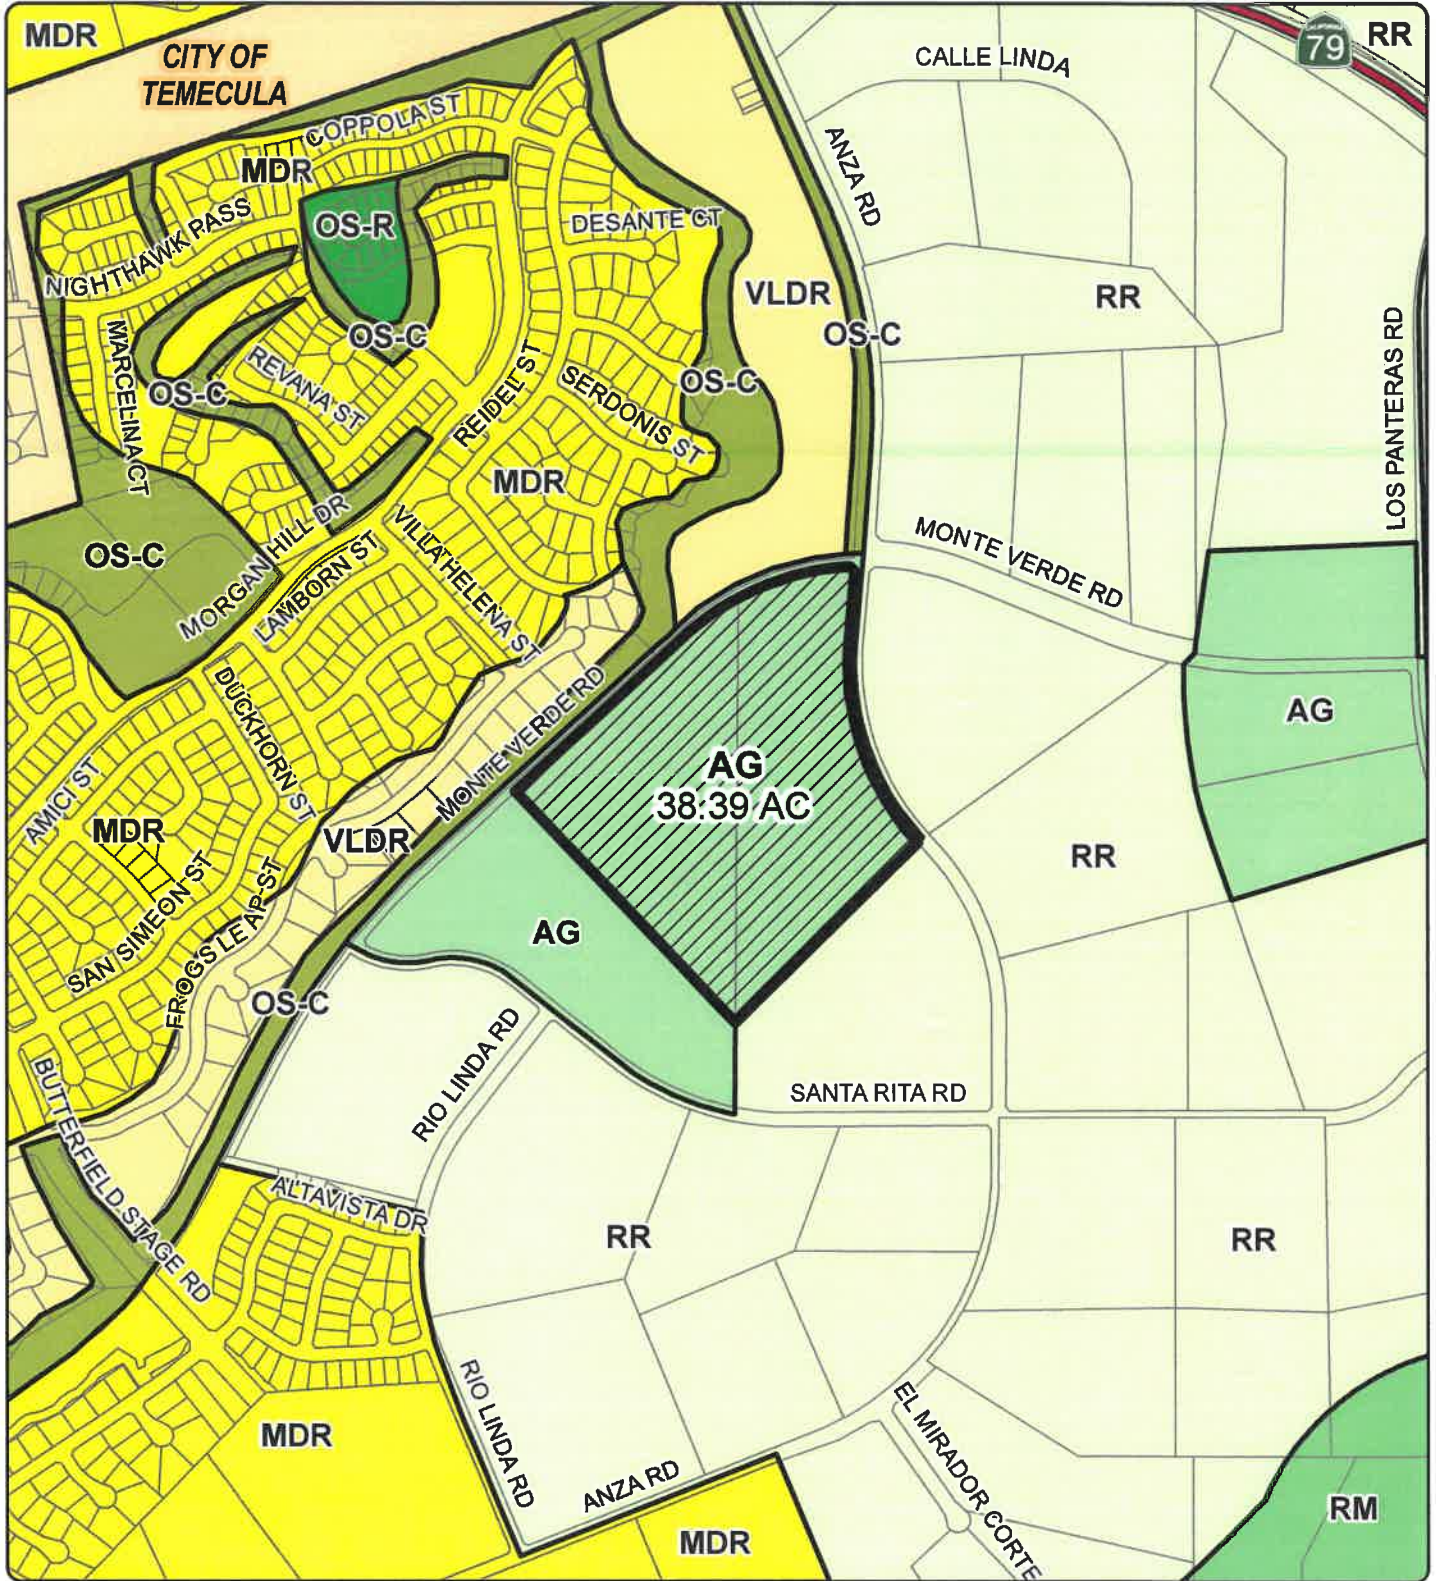 MDR
CITY OF
TEMECULA
CALLE LINDA
79
RR
COPPOLA ST
MDR
ANZA RD
OS-R
DESANTE CT
NIGHTHAWK PASS
VLDR
RR
OS-C
OS-C
MARCELINA CT
REVANA ST
OS-C
REIDEL ST
SERDONIS ST
OS-C
LOS PANTERAS RD
MDR
MORGAN HILL DR
VILLA HELENA ST
LAMBORN ST
OS-C
MONTE VERDE RD
DUCKHORN ST
MONTE VERDE RD
AG
AG
38.39 AC
AMICI ST
MDR
VLDR
RR
SAN SIMEON ST
FROGS LEAP ST
AG
OS-C
RIO LINDA RD
SANTA RITA RD
BUTTERFIELD STAGE RD
ALTAVISTA DR
RR
RR
RIO LINDA RD
MDR
EL MIRADOR CORTE
ANZA RD
RM
MDR